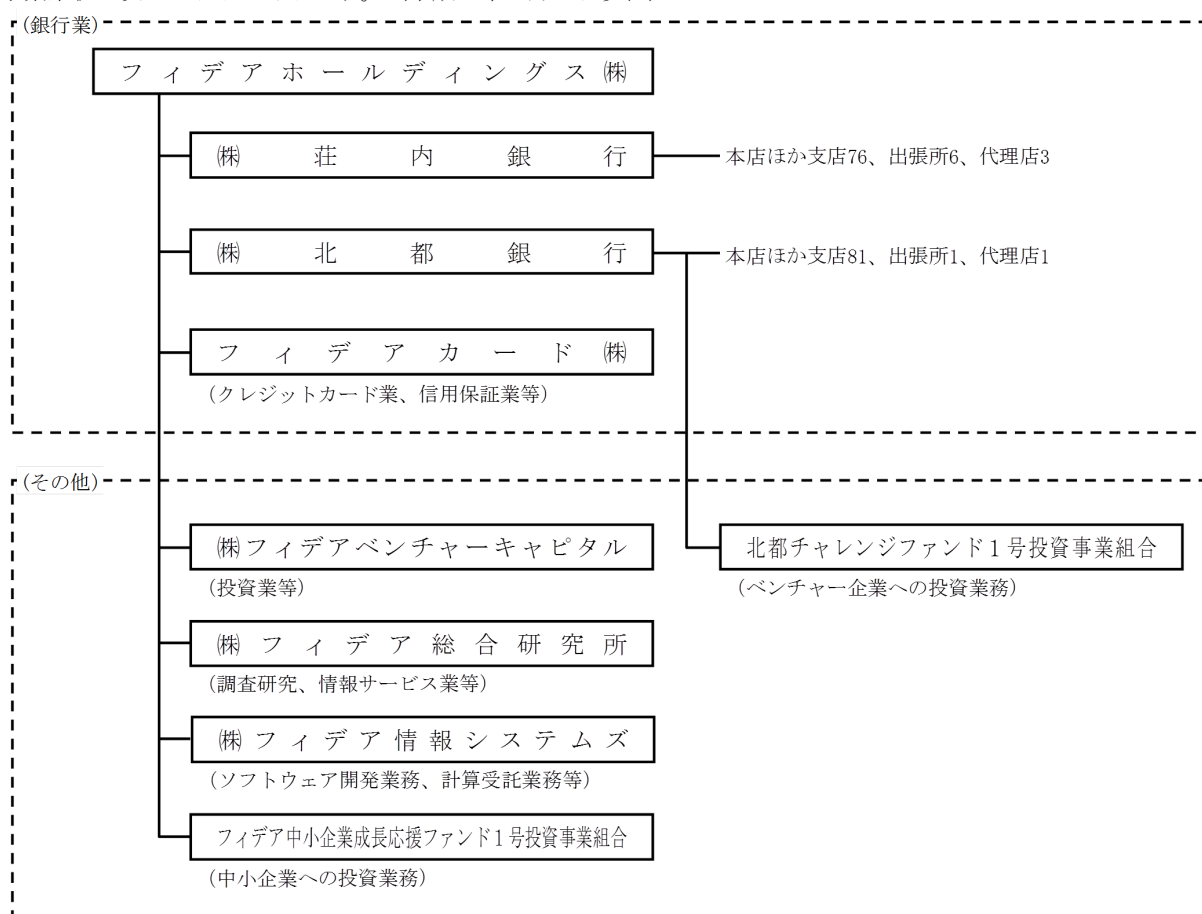 (銀行業)
フィデアホールディングス㈱
㈱荘内銀行
本店ほか支店76、出張所6、代理店3
㈱北都銀行
本店ほか支店81、出張所1、代理店1
フィデアカード㈱
(クレジットカード業、信用保証業等)
(その他)
㈱フィデアベンチャーキャピタル
(投資業等)
北都チャレンジファンド1号投資事業組合
(ベンチャー企業への投資業務)
㈱フィデア総合研究所
(調査研究、情報サービス業等)
㈱フィデア情報システムズ
(ソフトウェア開発業務、計算受託業務等)
フィデア中小企業成長応援ファンド1号投資事業組合
(中小企業への投資業務)